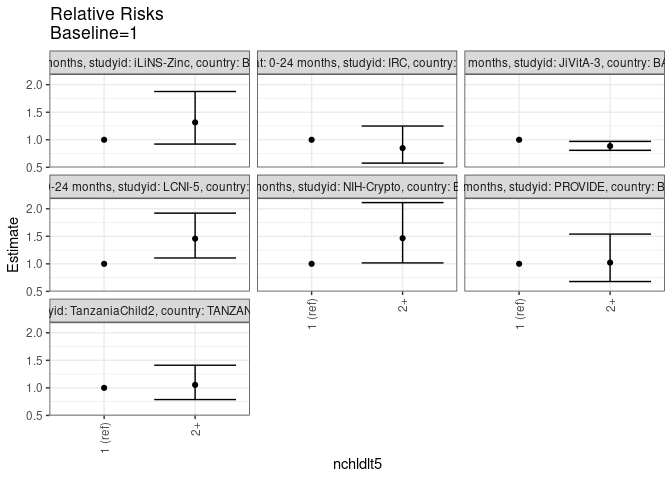 Relative Risks
Baseline=1
months, studyid: iLiNS-Zinc, country: B
at: 0-24 months, studyid: IRC, country:
months, studyid: JiVitA-3, country: BA
2.0
1.5
1.0
0.5
0-24 months, studyid: LCNI-5, country:
months, studyid: NIH-Crypto, country: B
months, studyid: PROVIDE, country: B
2.0
1.5
1.0
0.5
Estimate
1 (ref)
2+
1 (ref)
2+
yid: TanzaniaChild2, country: TANZAN
2.0
1.5
1.0
0.5
1 (ref)
2+
nchldlt5